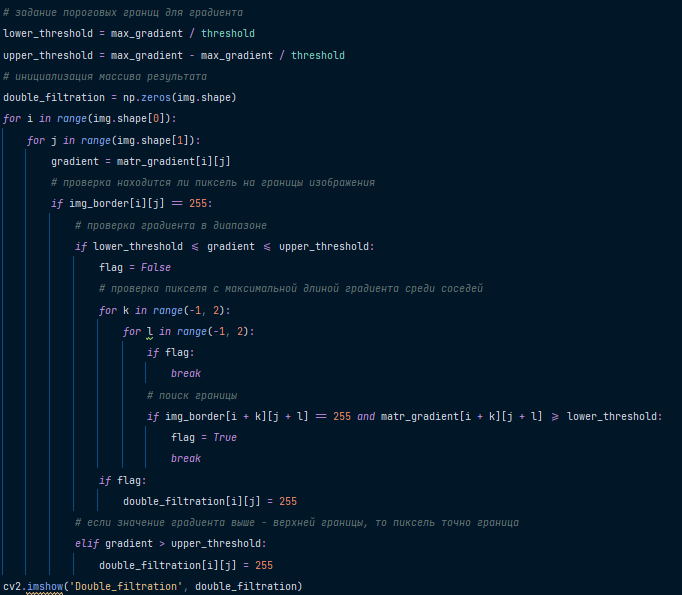 # задание пороговых границ для градиента
lower_threshold = max_gradient / threshold
upper_threshold = max_gradient - max_gradient / threshold
# инициализация массива результата
double_filtration = np.zeros(img.shape)
for i in range(img.shape[0]):
for j in range(img.shape[1]):
gradient = matr_gradient[i][j]
# проверка находится ли пиксель на границы изображения
if img_border[i][j] == 255:
# проверка градиента в диапазоне
if lower_threshold <= gradient <= upper_threshold:
flag = False
# проверка пикселя с максимальной длиной градиента среди соседей
for k in range(-1, 2):
for l in range(-1, 2):
if flag:
break
# поиск границы
if img_border[i + k][j + l] == 255 and matr_gradient[i + k][j + l] >= lower_threshold:
flag = True
break
if flag:
double_filtration[i][j] = 255
# если значение градиента выше - верхней границы, то пиксель точно граница
elif gradient > upper_threshold:
double_filtration[i][j] = 255
cv2.imshow('Double_filtration', double_filtration)